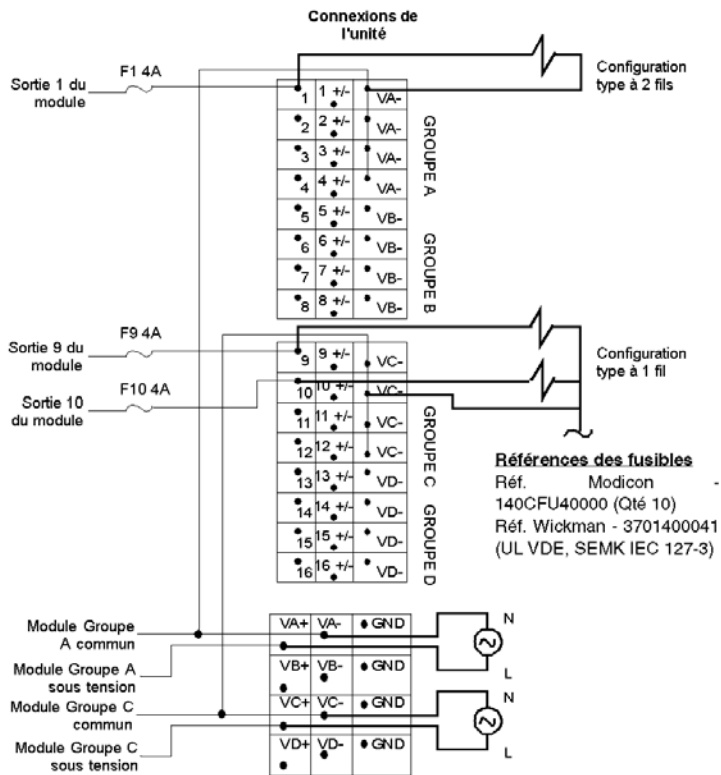 Connexions de
l'unité
F1 4A
Sortie 1 du
module
Configuration
type à 2 fils
1 1 +/- VA-
2 2 +/- VA-
3 3 +/- VA-
4 4 +/- VA-
5 5 +/- VB-
6 6 +/- VB-
7 7 +/- VB-
8 8 +/- VB-
GROUPE A
GROUPE B
F9 4A
Sortie 9 du
module
F10 4A
Sortie 10
du module
Configuration
type à 1 fil
9 9 +/- VC-
10 10 +/- VC-
11 11 +/- VC-
12 12 +/- VC-
13 13 +/- VD-
14 14 +/- VD-
15 15 +/- VD-
16 16 +/- VD-
GROUPE C
GROUPE D
Références des fusibles
Réf. Modicon -
140CFU40000 (Qté 10)
Réf. Wickman - 3701400041
(UL VDE, SEMK IEC 127-3)
Module Groupe
A commun
Module Groupe A
sous tension
Module Groupe C
commun
Module Groupe C
sous tension
VA+ VA- GND
VB+ VB- GND
VC+ VC- GND
VD+ VD- GND
N
L
N
L